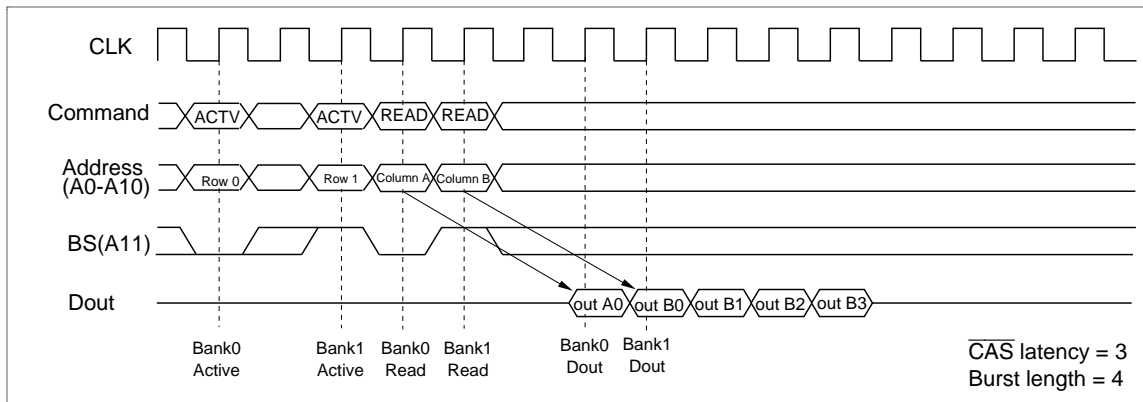 CLK
Command
ACTV
ACTV
READ
READ
Address
(A0-A10)
Row 0
Row 1
Column A
Column B
BS(A11)
Dout
out A0
out B0
out B1
out B2
out B3
Bank0
Active
Bank1
Active
Bank0
Read
Bank1
Read
Bank0
Dout
Bank1
Dout
CAS latency = 3
Burst length = 4